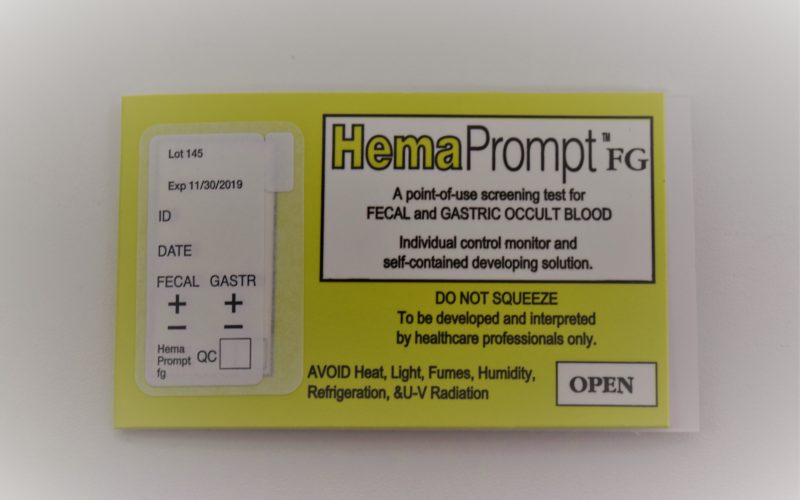 Lot 145
Exp 11/30/2019
ID
DATE
FECAL GASTR
+ +
– –
Hema
Prompt
fg
QC
HemaPrompt™ FG
A point-of-use screening test for
FECAL and GASTRIC OCCULT BLOOD
Individual control monitor and
self-contained developing solution.
DO NOT SQUEEZE
To be developed and interpreted
by healthcare professionals only.
AVOID Heat, Light, Fumes, Humidity,
Refrigeration, &U-V Radiation
OPEN